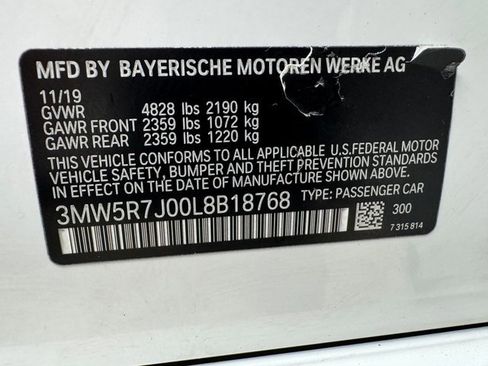 MFD BY BAYERISCHE MOTOREN WERKE AG
11/19
GVWR 4828 lbs 2190 kg
GAWR FRONT 2359 lbs 1072 kg
GAWR REAR 2359 lbs 1220 kg
THIS VEHICLE CONFORMS TO ALL APPLICABLE U.S.FEDERAL MOTOR
VEHICLE SAFETY, BUMPER AND THEFT PREVENTION STANDARDS IN EFFECT ON THE
DATE OF MANUFACTURE SHOWN ABOVE.
3MW5R7J00L8B18768 TYPE: PASSENGER CAR
300
7 315 814